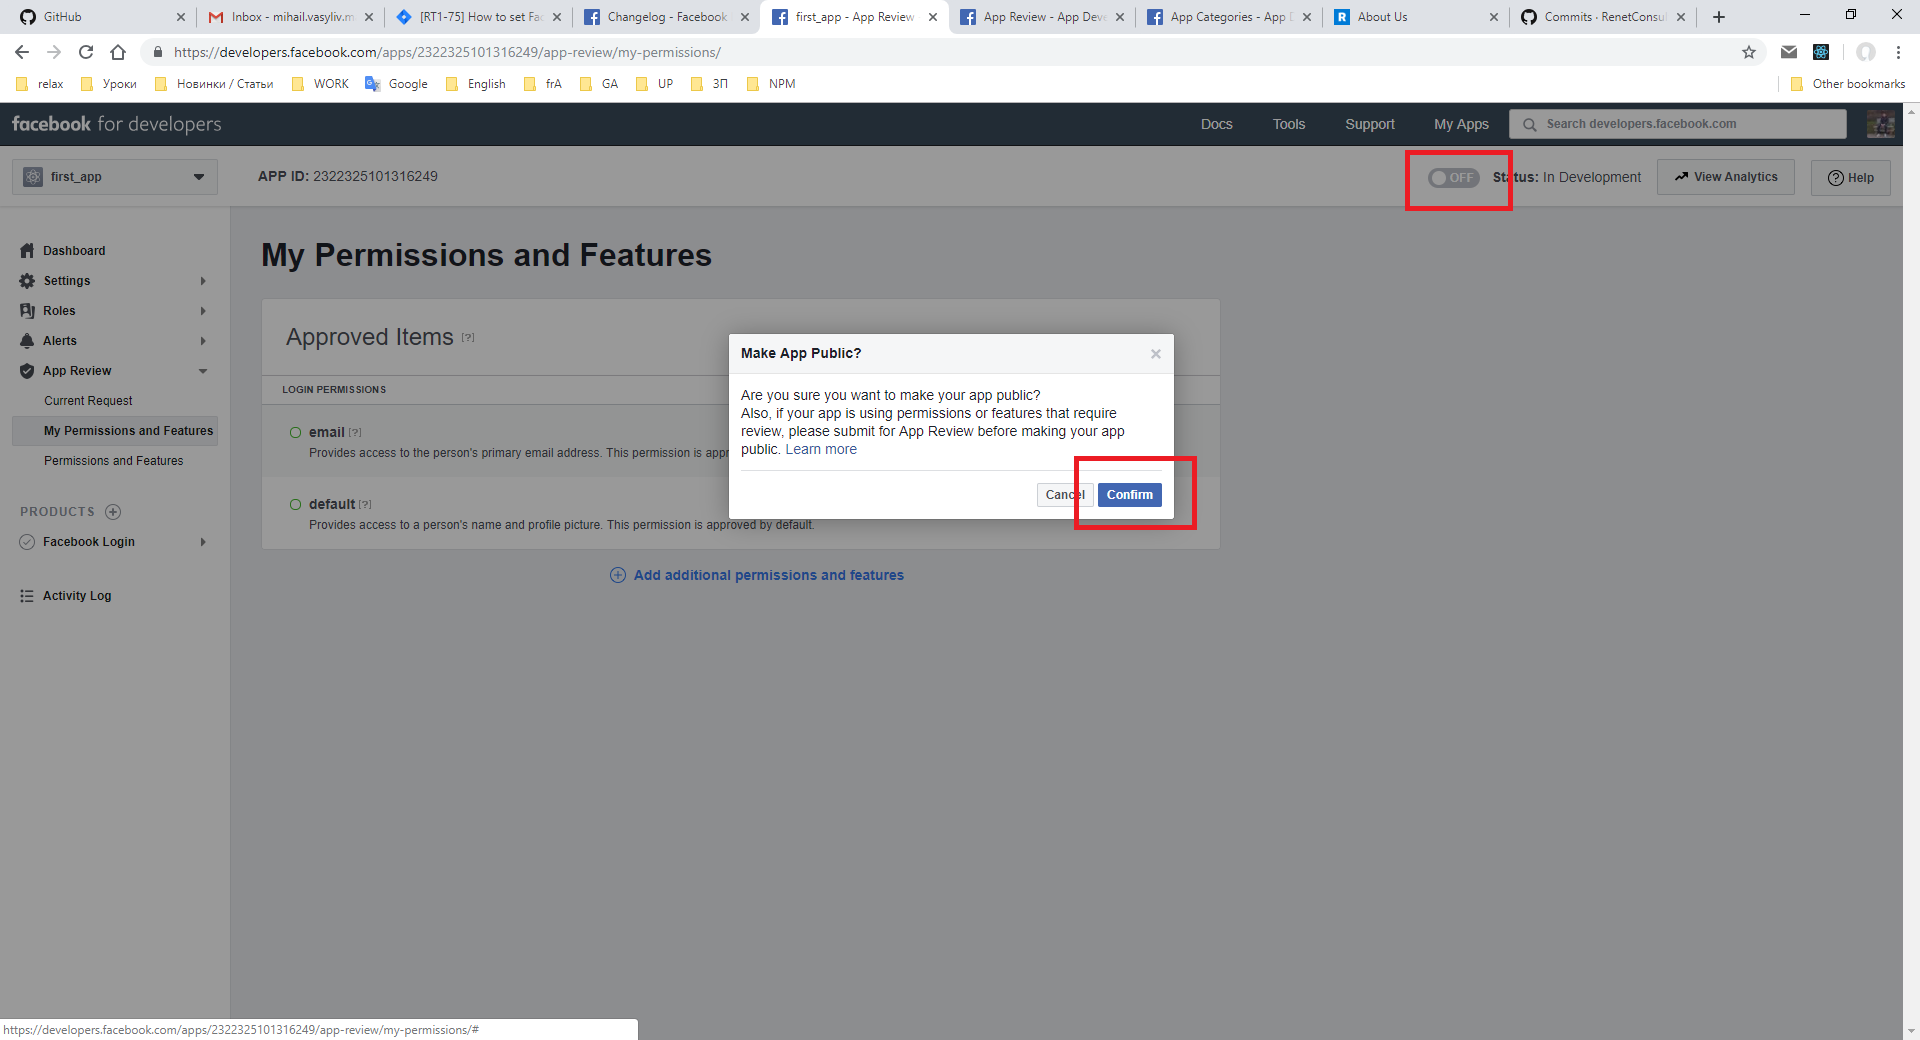 GitHub
Inbox - mihail.vasyliv.m
[RT1-75] How to set Fac
Changelog - Facebook
first_app - App Review
App Review - App Deve
App Categories - App D
About Us
Commits · RenetConsul
https://developers.facebook.com/apps/2322325101316249/app-review/my-permissions/
relax
Уроки
Новинки / Статьи
WORK
Google
English
frA
GA
UP
ЗП
NPM
Other bookmarks
facebook for developers
Docs
Tools
Support
My Apps
Search developers.facebook.com
first_app
APP ID: 2322325101316249
OFF
Status: In Development
View Analytics
Help
Dashboard
Settings
Roles
Alerts
App Review
Current Request
My Permissions and Features
Permissions and Features
PRODUCTS
Facebook Login
Activity Log
My Permissions and Features
Approved Items [?]
LOGIN PERMISSIONS
email [?]
Provides access to the person's primary email address. This permission is appr
default [?]
Provides access to a person's name and profile picture. This permission is approved by default.
Add additional permissions and features
Make App Public?
Are you sure you want to make your app public?
Also, if your app is using permissions or features that require
review, please submit for App Review before making your app
public. Learn more
Cancel
Confirm
https://developers.facebook.com/apps/2322325101316249/app-review/my-permissions/#